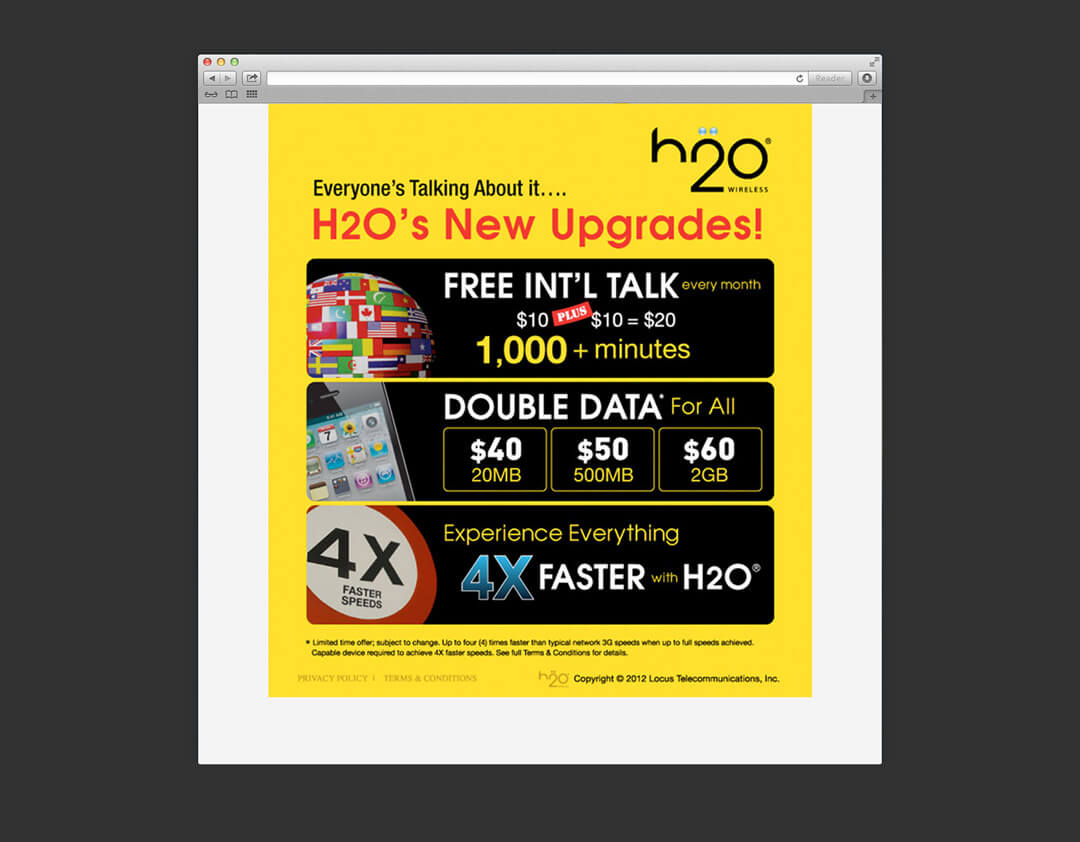 Reader
h2O®
WIRELESS
Everyone's Talking About it....
H2O's New Upgrades!
FREE INT'L TALK every month
$10 PLUS $10 = $20
1,000 + minutes
DOUBLE DATA* For All
$40 $50 $60
20MB 500MB 2GB
4X
FASTER
SPEEDS
Experience Everything
4X FASTER with H2O®
* Limited time offer; subject to change. Up to four (4) times faster than typical network 3G speeds when up to full speeds achieved.
Capable device required to achieve 4X faster speeds. See full Terms & Conditions for details.
PRIVACY POLICY | TERMS & CONDITIONS h2O Copyright © 2012 Locus Telecommunications, Inc.